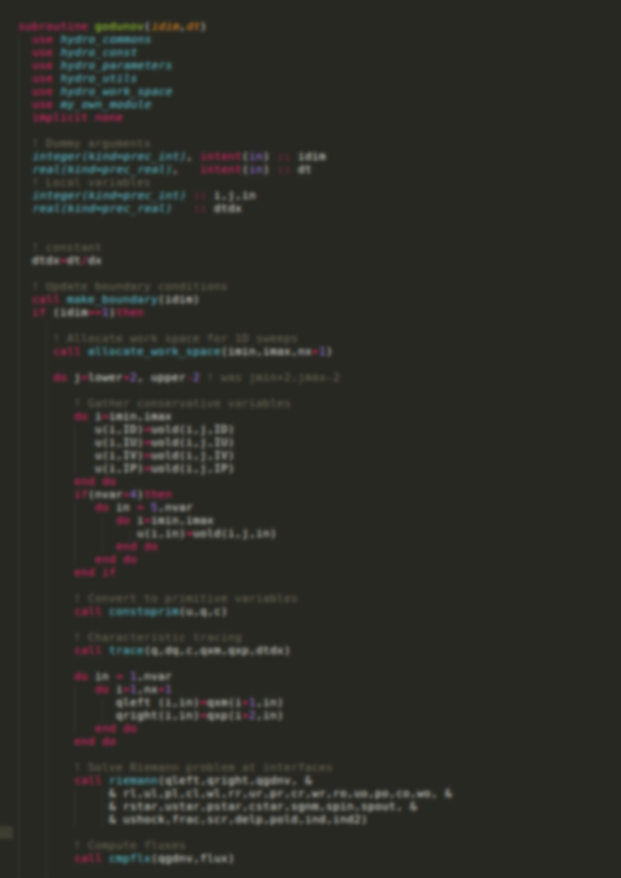 subroutine godunov(idim,dt)
use hydro_commons
use hydro_const
use hydro_parameters
use hydro_utils
use hydro_work_space
use my_own_module
implicit none
! Dummy arguments
integer(kind=prec_int), intent(in) :: idim
real(kind=prec_real), intent(in) :: dt
! Local variables
integer(kind=prec_int) :: i,j,in
real(kind=prec_real) :: dtdx
! constant
dtdx=dt/dx
! Update boundary conditions
call make_boundary(idim)
if (idim==1)then
! Allocate work space for 1D sweeps
call allocate_work_space(imin,imax,nx+1)
do j=lower+2, upper-2 ! was jmin+2,jmax-2
! Gather conservative variables
do i=imin,imax
u(i,ID)=uold(i,j,ID)
u(i,IU)=uold(i,j,IU)
u(i,IV)=uold(i,j,IV)
u(i,IP)=uold(i,j,IP)
end do
if(nvar>4)then
do in = 5,nvar
do i=imin,imax
u(i,in)=uold(i,j,in)
end do
end do
end if
! Convert to primitive variables
call constoprim(u,q,c)
! Characteristic tracing
call trace(q,dq,c,qxm,qxp,dtdx)
do in = 1,nvar
do i=1,nx+1
qleft (i,in)=qxm(i+1,in)
qright(i,in)=qxp(i+2,in)
end do
end do
! Solve Riemann problem at interfaces
call riemann(qleft,qright,qgdnv, &
& rl,ul,pl,cl,wl,rr,ur,pr,cr,wr,ro,uo,po,co,wo, &
& rstar,ustar,pstar,cstar,sgnm,spin,spout, &
& ushock,frac,scr,delp,pold,ind,ind2)
! Compute fluxes
call cmpflx(qgdnv,flux)